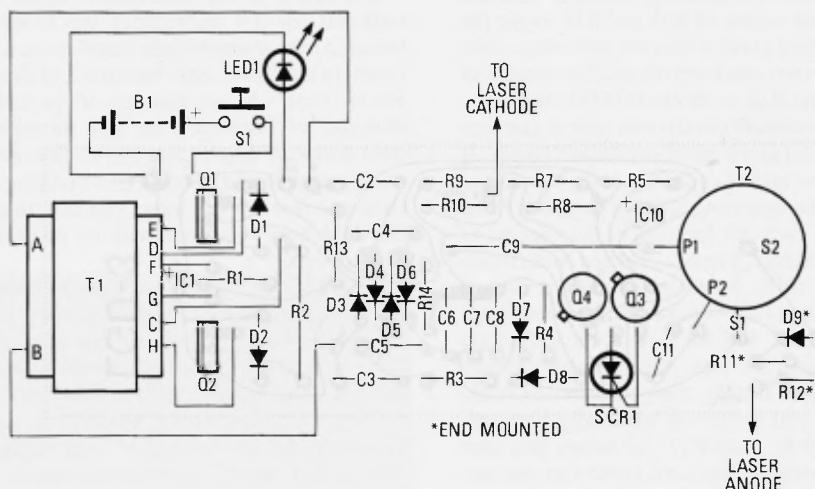 LED1
TO
LASER
CATHODE
B1
+
S1
Q1
D1
C2
R9
R7
R5
T2
R10
R8
+
C10
A
T1
E
D
F
G
C
H
B
+
C1
R1
R13
C4
C9
P1
S2
R2
D4
D6
D3
D5
R14
C6
C7
C8
D7
R4
Q4
Q3
P2
S1
D9*
C11
R11*
R12*
Q2
D2
C5
C3
R3
D8
SCR1
*END MOUNTED
TO
LASER
ANODE